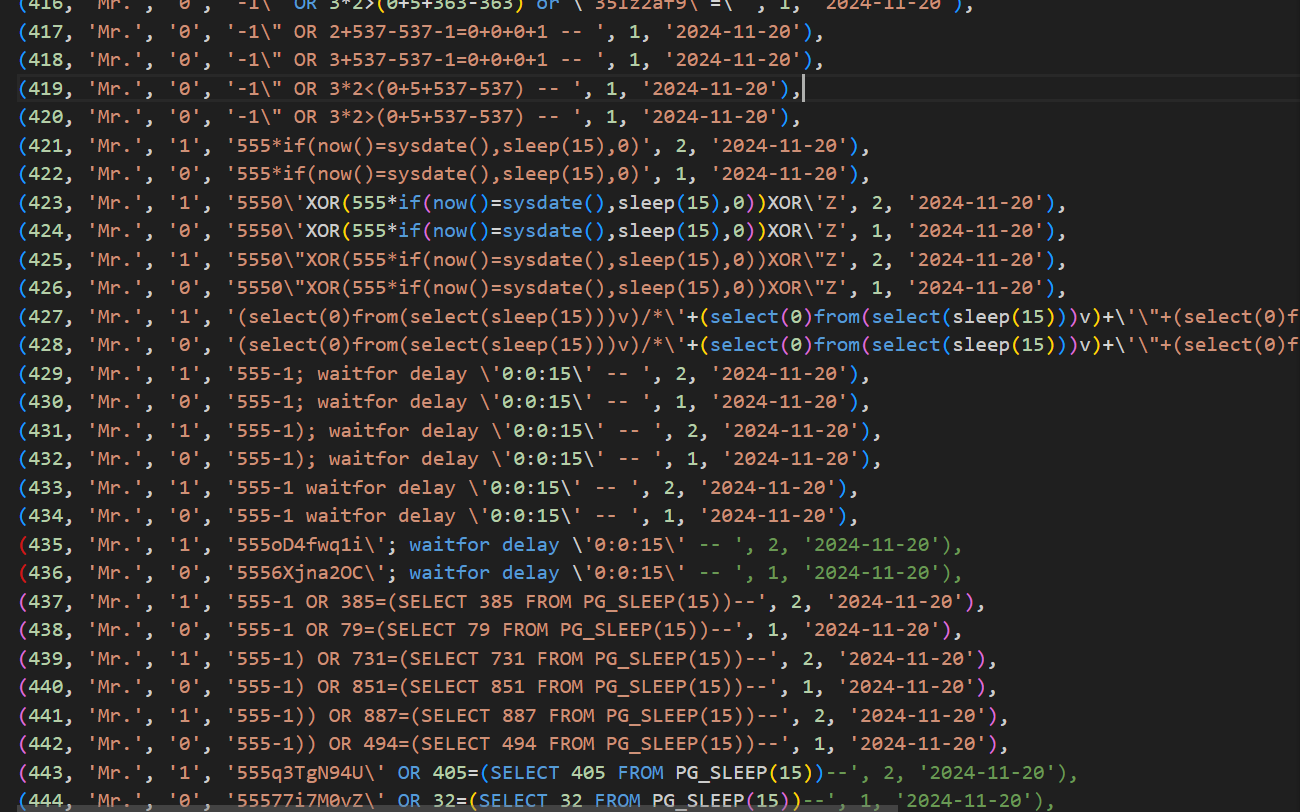 (416, 'Mr.', '0', '-1\" OR 3*2>(0+5+363-363) or \"351z2af9\"=\"', 1, '2024-11-20'),
(417, 'Mr.', '0', '-1\" OR 2+537-537-1=0+0+0+1 -- ', 1, '2024-11-20'),
(418, 'Mr.', '0', '-1\" OR 3+537-537-1=0+0+0+1 -- ', 1, '2024-11-20'),
(419, 'Mr.', '0', '-1\" OR 3*2<(0+5+537-537) -- ', 1, '2024-11-20'),
(420, 'Mr.', '0', '-1\" OR 3*2>(0+5+537-537) -- ', 1, '2024-11-20'),
(421, 'Mr.', '1', '555*if(now()=sysdate(),sleep(15),0)', 2, '2024-11-20'),
(422, 'Mr.', '0', '555*if(now()=sysdate(),sleep(15),0)', 1, '2024-11-20'),
(423, 'Mr.', '1', '5550\'XOR(555*if(now()=sysdate(),sleep(15),0))XOR\'Z', 2, '2024-11-20'),
(424, 'Mr.', '0', '5550\'XOR(555*if(now()=sysdate(),sleep(15),0))XOR\'Z', 1, '2024-11-20'),
(425, 'Mr.', '1', '5550\"XOR(555*if(now()=sysdate(),sleep(15),0))XOR\"Z', 2, '2024-11-20'),
(426, 'Mr.', '0', '5550\"XOR(555*if(now()=sysdate(),sleep(15),0))XOR\"Z', 1, '2024-11-20'),
(427, 'Mr.', '1', '(select(0)from(select(sleep(15)))v)/*\'+(select(0)from(select(sleep(15)))v)+\'\"+(select(0)f
(428, 'Mr.', '0', '(select(0)from(select(sleep(15)))v)/*\'+(select(0)from(select(sleep(15)))v)+\'\"+(select(0)f
(429, 'Mr.', '1', '555-1; waitfor delay \'0:0:15\' -- ', 2, '2024-11-20'),
(430, 'Mr.', '0', '555-1; waitfor delay \'0:0:15\' -- ', 1, '2024-11-20'),
(431, 'Mr.', '1', '555-1); waitfor delay \'0:0:15\' -- ', 2, '2024-11-20'),
(432, 'Mr.', '0', '555-1); waitfor delay \'0:0:15\' -- ', 1, '2024-11-20'),
(433, 'Mr.', '1', '555-1 waitfor delay \'0:0:15\' -- ', 2, '2024-11-20'),
(434, 'Mr.', '0', '555-1 waitfor delay \'0:0:15\' -- ', 1, '2024-11-20'),
(435, 'Mr.', '1', '555oD4fwq1i\'; waitfor delay \'0:0:15\' -- ', 2, '2024-11-20'),
(436, 'Mr.', '0', '5556Xjna2OC\'; waitfor delay \'0:0:15\' -- ', 1, '2024-11-20'),
(437, 'Mr.', '1', '555-1 OR 385=(SELECT 385 FROM PG_SLEEP(15))--', 2, '2024-11-20'),
(438, 'Mr.', '0', '555-1 OR 79=(SELECT 79 FROM PG_SLEEP(15))--', 1, '2024-11-20'),
(439, 'Mr.', '1', '555-1) OR 731=(SELECT 731 FROM PG_SLEEP(15))--', 2, '2024-11-20'),
(440, 'Mr.', '0', '555-1) OR 851=(SELECT 851 FROM PG_SLEEP(15))--', 1, '2024-11-20'),
(441, 'Mr.', '1', '555-1)) OR 887=(SELECT 887 FROM PG_SLEEP(15))--', 2, '2024-11-20'),
(442, 'Mr.', '0', '555-1)) OR 494=(SELECT 494 FROM PG_SLEEP(15))--', 1, '2024-11-20'),
(443, 'Mr.', '1', '555q3TgN94U\' OR 405=(SELECT 405 FROM PG_SLEEP(15))--', 2, '2024-11-20'),
(444, 'Mr.', '0', '55577i7M0vZ\' OR 32=(SELECT 32 FROM PG_SLEEP(15))--', 1, '2024-11-20'),